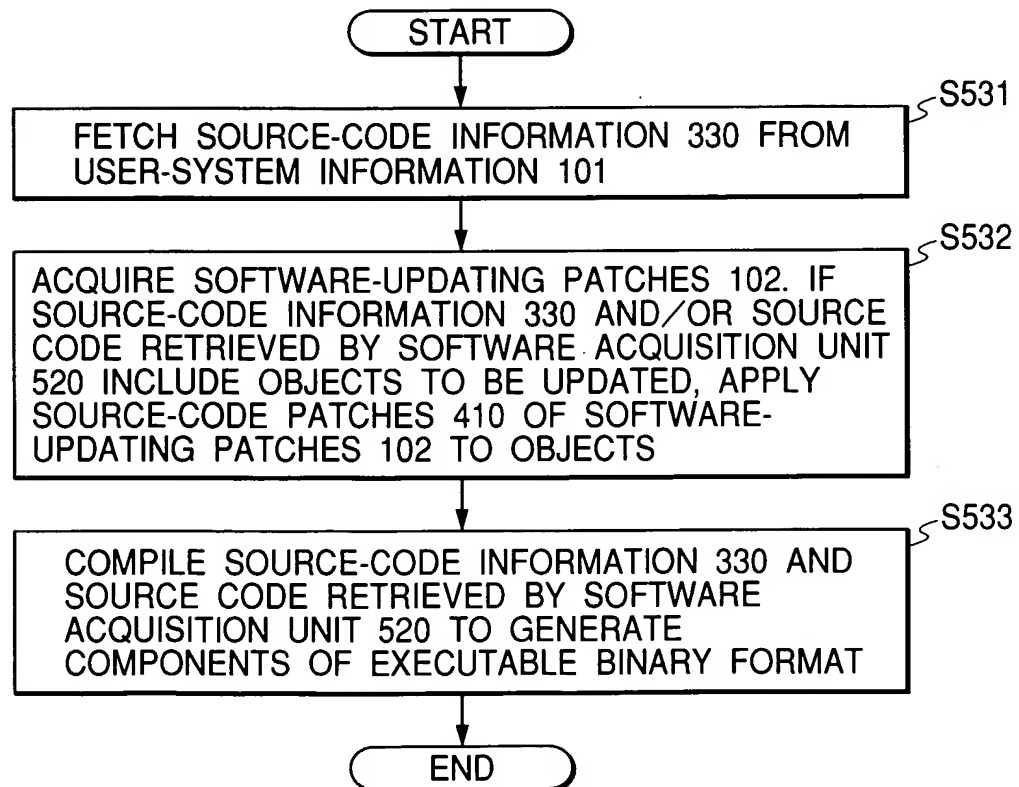 START
S531
FETCH SOURCE-CODE INFORMATION 330 FROM
USER-SYSTEM INFORMATION 101
S532
ACQUIRE SOFTWARE-UPDATING PATCHES 102. IF
SOURCE-CODE INFORMATION 330 AND/OR SOURCE
CODE RETRIEVED BY SOFTWARE ACQUISITION UNIT
520 INCLUDE OBJECTS TO BE UPDATED, APPLY
SOURCE-CODE PATCHES 410 OF SOFTWARE-
UPDATING PATCHES 102 TO OBJECTS
S533
COMPILE SOURCE-CODE INFORMATION 330 AND
SOURCE CODE RETRIEVED BY SOFTWARE
ACQUISITION UNIT 520 TO GENERATE
COMPONENTS OF EXECUTABLE BINARY FORMAT
END